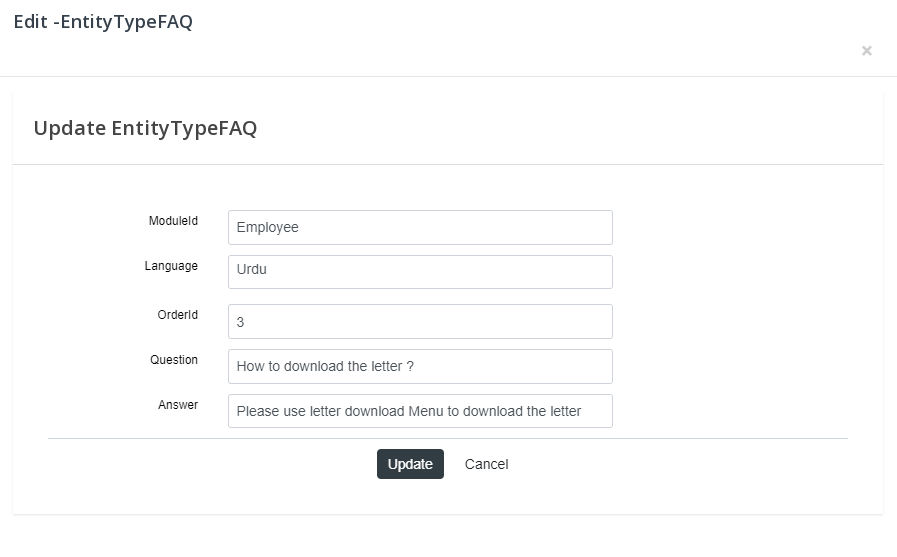 Edit -EntityTypeFAQ
×
Update EntityTypeFAQ
ModuleId Employee
Language Urdu
OrderId 3
Question How to download the letter ?
Answer Please use letter download Menu to download the letter
Update Cancel